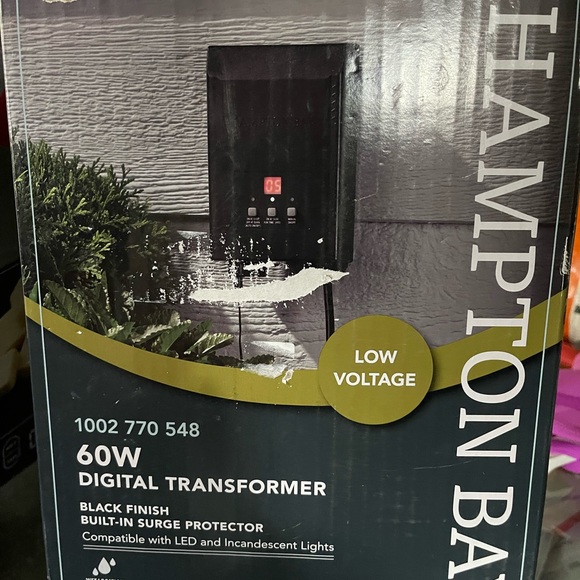 HAMPTON BA
05
LOW
VOLTAGE
1002 770 548
60W
DIGITAL TRANSFORMER
BLACK FINISH
BUILT-IN SURGE PROTECTOR
Compatible with LED and Incandescent Lights